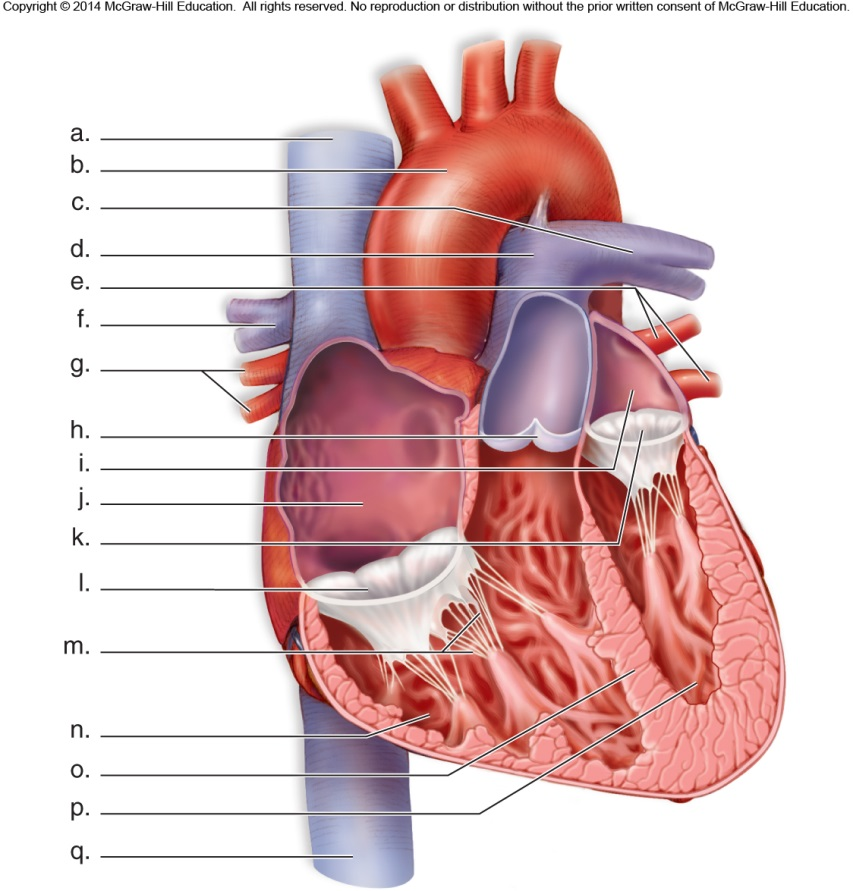 Copyright © 2014 McGraw-Hill Education. All rights reserved. No reproduction or distribution without the prior written consent of McGraw-Hill Education.
a.
b.
c.
d.
e.
f.
g.
h.
i.
j.
k.
l.
m.
n.
o.
p.
q.